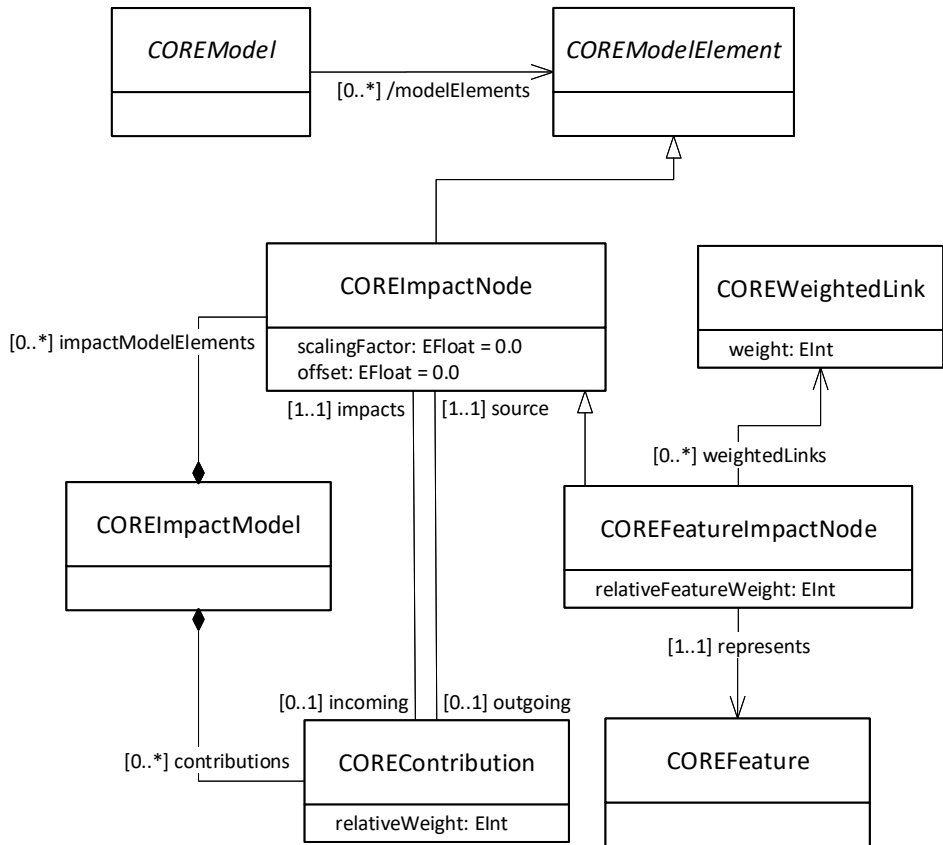 COREModel
COREModelElement
[0..*] /modelElements
COREImpactNode
scalingFactor: EFloat = 0.0
offset: EFloat = 0.0
COREWeightedLink
weight: EInt
[0..*] impactModelElements
[1..1] impacts
[1..1] source
[0..*] weightedLinks
COREImpactModel
COREFeatureImpactNode
relativeFeatureWeight: EInt
[1..1] represents
[0..1] incoming
[0..1] outgoing
[0..*] contributions
COREContribution
relativeWeight: EInt
COREFeature